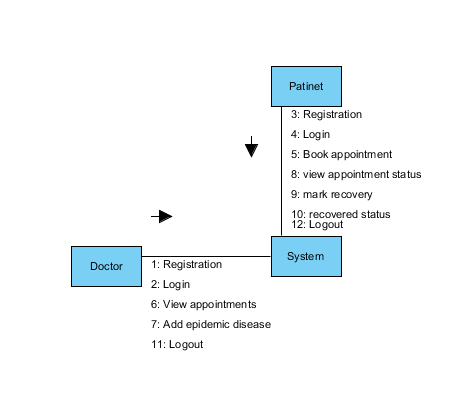 Patinet
3: Registration
4: Login
5: Book appointment
8: view appointment status
9: mark recovery
10: recovered status
12: Logout
System
Doctor
1: Registration
2: Login
6: View appointments
7: Add epidemic disease
11: Logout